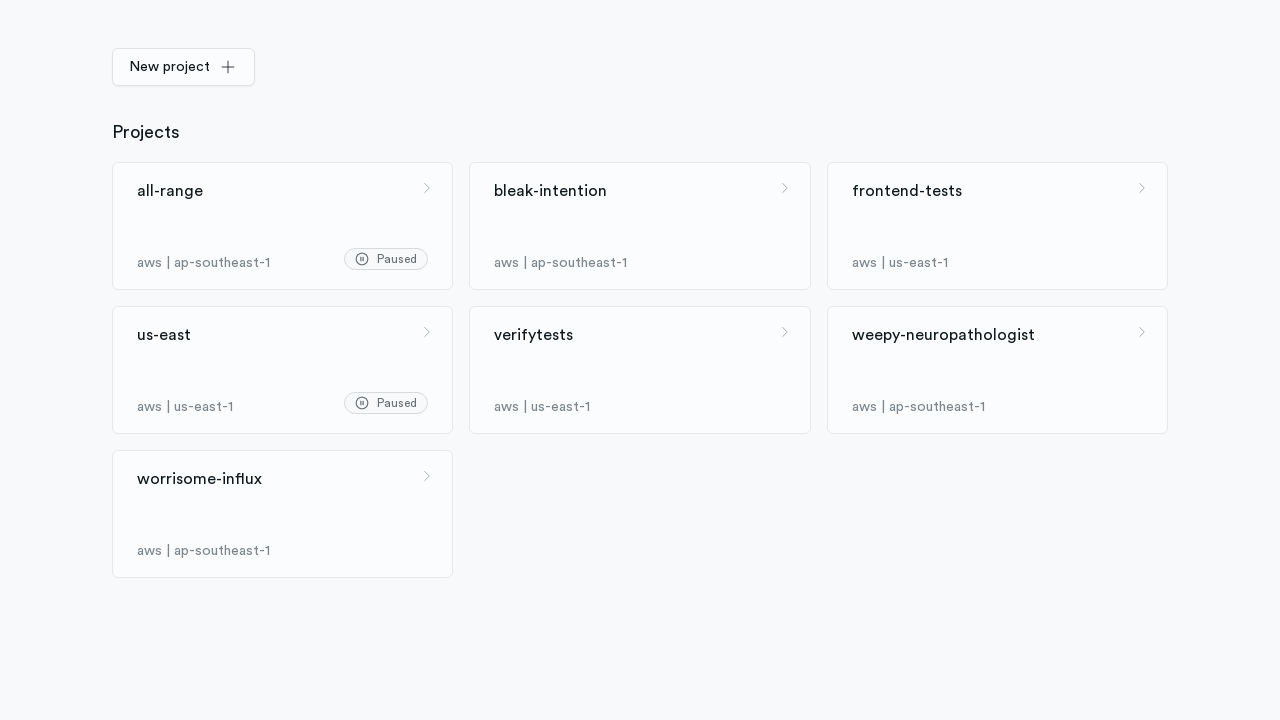 New project
Projects
all-range
aws | ap-southeast-1
Paused
bleak-intention
aws | ap-southeast-1
frontend-tests
aws | us-east-1
us-east
aws | us-east-1
Paused
verifytests
aws | us-east-1
weepy-neuropathologist
aws | ap-southeast-1
worrisome-influx
aws | ap-southeast-1